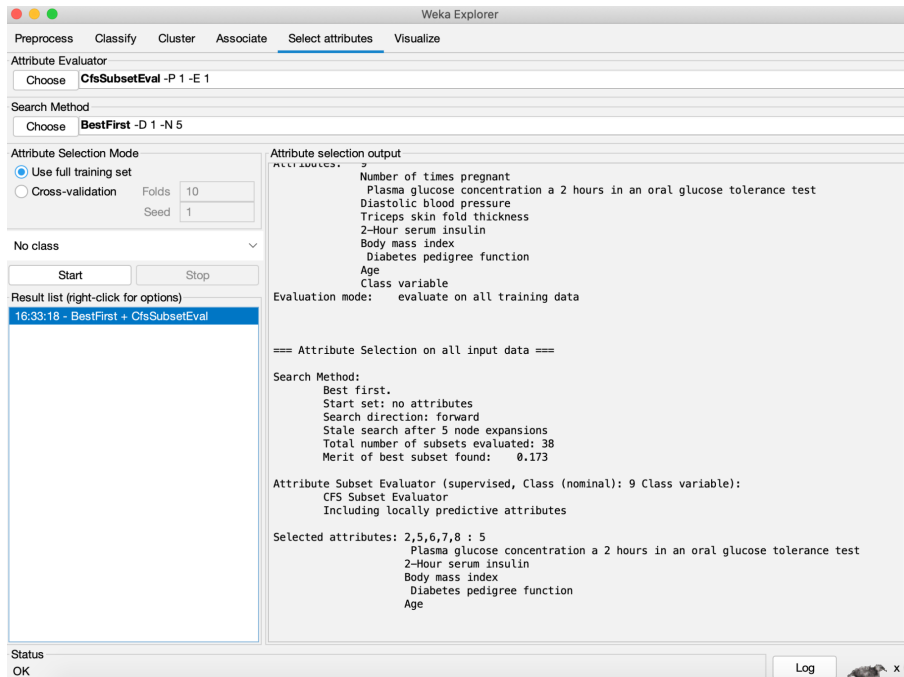 Weka Explorer
Preprocess Classify Cluster Associate Select attributes Visualize
Attribute Evaluator
Choose CfsSubsetEval -P 1 -E 1
Search Method
Choose BestFirst -D 1 -N 5
Attribute Selection Mode
Use full training set
Cross-validation Folds 10
Seed 1
No class
Start Stop
Result list (right-click for options)
16:33:18 - BestFirst + CfsSubsetEval
Attribute selection output
Attributes: 9
Number of times pregnant
Plasma glucose concentration a 2 hours in an oral glucose tolerance test
Diastolic blood pressure
Triceps skin fold thickness
2-Hour serum insulin
Body mass index
Diabetes pedigree function
Age
Class variable
Evaluation mode: evaluate on all training data
=== Attribute Selection on all input data ===
Search Method:
Best first.
Start set: no attributes
Search direction: forward
Stale search after 5 node expansions
Total number of subsets evaluated: 38
Merit of best subset found: 0.173
Attribute Subset Evaluator (supervised, Class (nominal): 9 Class variable):
CFS Subset Evaluator
Including locally predictive attributes
Selected attributes: 2,5,6,7,8 : 5
Plasma glucose concentration a 2 hours in an oral glucose tolerance test
2-Hour serum insulin
Body mass index
Diabetes pedigree function
Age
Status
OK
Log
x